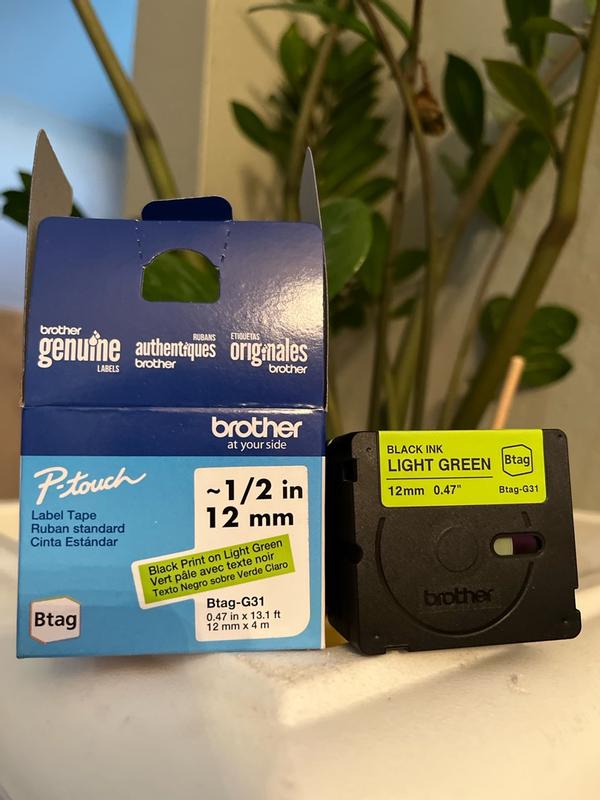 brother
genuine
LABELS
RUBANS
authentiques
brother
ETIQUETAS
originales
brother
brother
at your side
P-touch
Label Tape
Ruban standard
Cinta Estándar
~1/2 in
12 mm
Black Print on Light Green
Vert pâle avec texte noir
Texto Negro sobre Verde Claro
Btag-G31
0.47 in x 13.1 ft
12 mm x 4 m
Btag
BLACK INK
LIGHT GREEN
Btag
12mm 0.47"
Btag-G31
brother